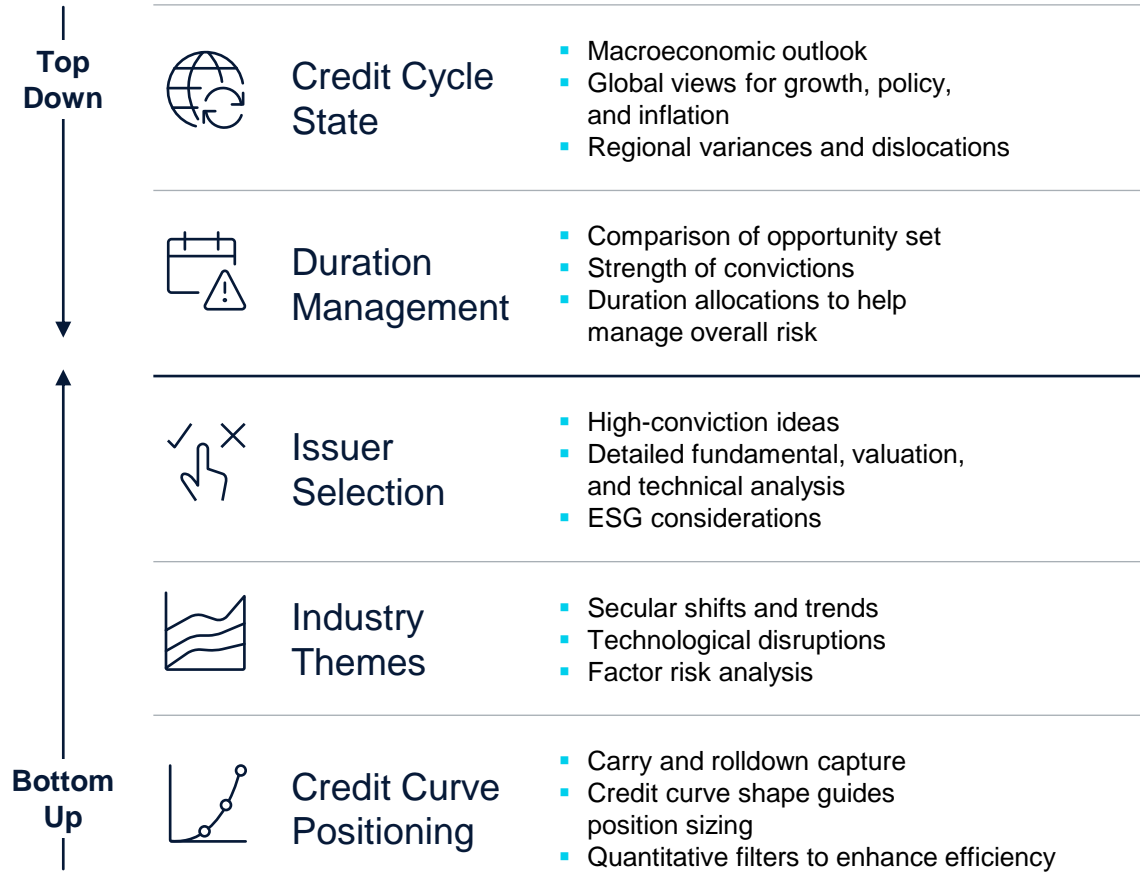 Top
Down
Credit Cycle
State
▪ Macroeconomic outlook
▪ Global views for growth, policy,
and inflation
▪ Regional variances and dislocations
Duration
Management
▪ Comparison of opportunity set
▪ Strength of convictions
▪ Duration allocations to help
manage overall risk
Issuer
Selection
▪ High-conviction ideas
▪ Detailed fundamental, valuation,
and technical analysis
▪ ESG considerations
Industry
Themes
▪ Secular shifts and trends
▪ Technological disruptions
▪ Factor risk analysis
Bottom
Up
Credit Curve
Positioning
▪ Carry and rolldown capture
▪ Credit curve shape guides
position sizing
▪ Quantitative filters to enhance efficiency